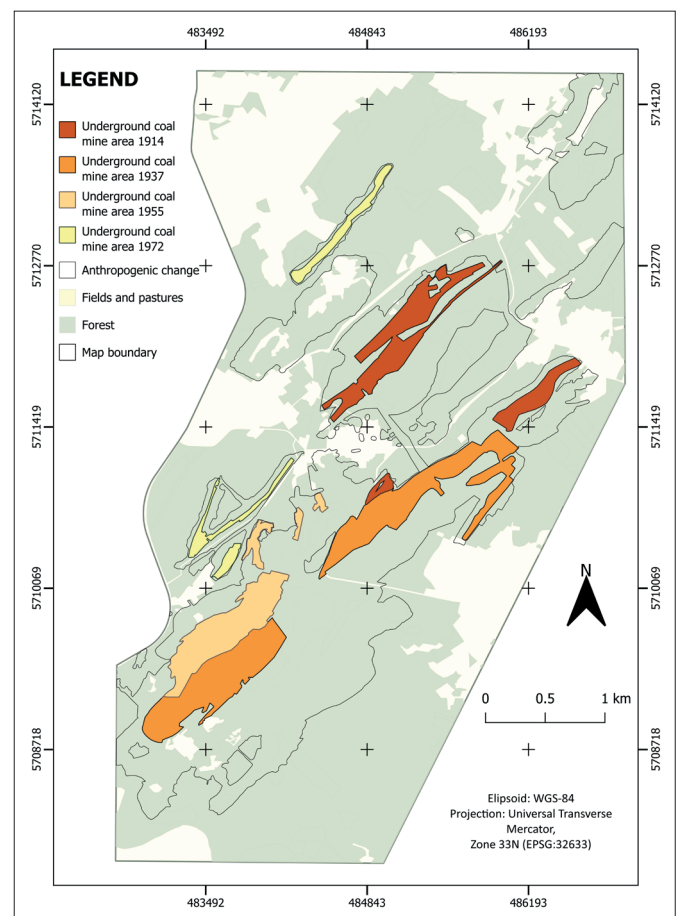 483492 484843 486193
LEGEND
Underground coal
mine area 1914
Underground coal
mine area 1937
Underground coal
mine area 1955
Underground coal
mine area 1972
Anthropogenic change
Fields and pastures
Forest
Map boundary
5714120
5712770
5711419
5710069
5708718
5714120
5712770
5711419
5710069
5708718
N
0 0.5 1 km
Elipsoid: WGS-84
Projection: Universal Transverse
Mercator,
Zone 33N (EPSG:32633)
483492 484843 486193